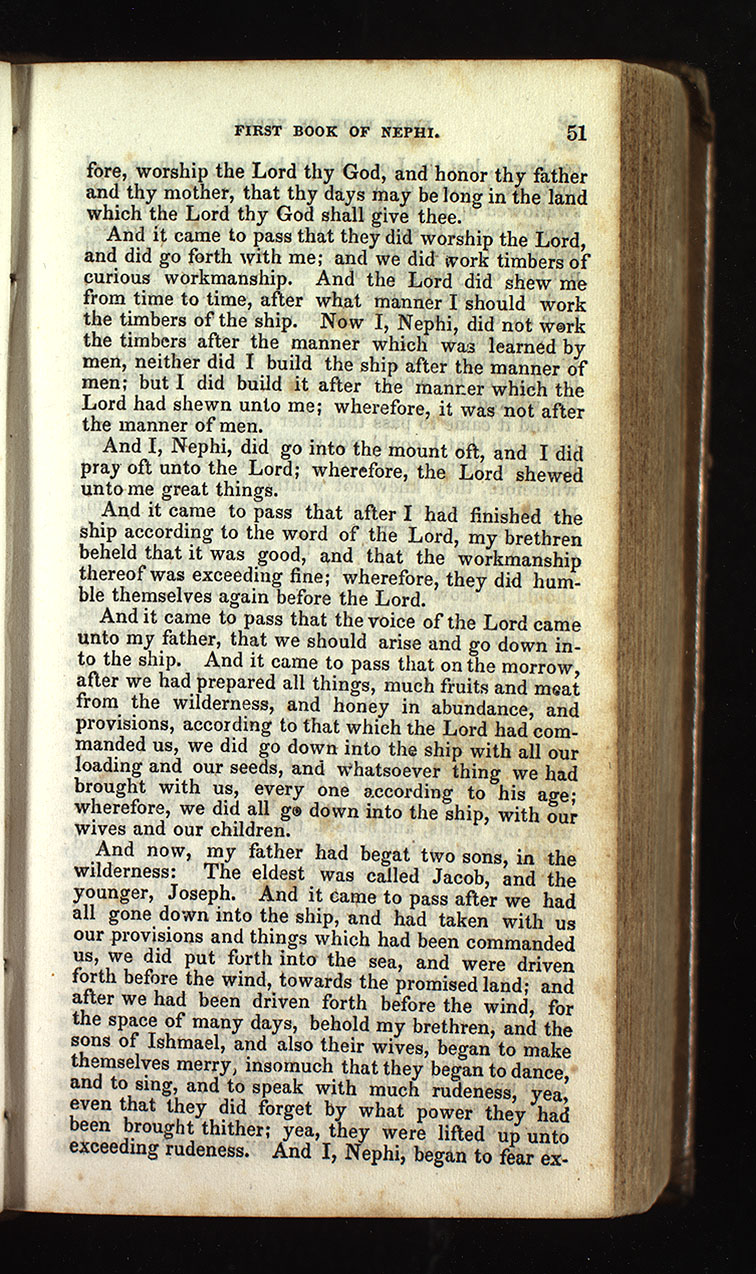 FIRST BOOK OF NEPHI. 51
fore, worship the Lord thy God, and honor thy father
and thy mother, that thy days may be long in the land
which the Lord thy God shall give thee.
And it came to pass that they did worship the Lord,
and did go forth with me; and we did work timbers of
curious workmanship. And the Lord did shew me
from time to time, after what manner I should work
the timbers of the ship. Now I, Nephi, did not work
the timbers after the manner which was learned by
men, neither did I build the ship after the manner of
men; but I did build it after the manner which the
Lord had shewn unto me; wherefore, it was not after
the manner of men.
And I, Nephi, did go into the mount oft, and I did
pray oft unto the Lord; wherefore, the Lord shewed
unto me great things.
And it came to pass that after I had finished the
ship according to the word of the Lord, my brethren
beheld that it was good, and that the workmanship
thereof was exceeding fine; wherefore, they did hum-
ble themselves again before the Lord.
And it came to pass that the voice of the Lord came
unto my father, that we should arise and go down in-
to the ship. And it came to pass that on the morrow,
after we had prepared all things, much fruits and meat
from the wilderness, and honey in abundance, and
provisions, according to that which the Lord had com-
manded us, we did go down into the ship with all our
loading and our seeds, and whatsoever thing we had
brought with us, every one according to his age;
wherefore, we did all go down into the ship, with our
wives and our children.
And now, my father had begat two sons, in the
wilderness: The eldest was called Jacob, and the
younger, Joseph. And it came to pass after we had
all gone down into the ship, and had taken with us
our provisions and things which had been commanded
us, we did put forth into the sea, and were driven
forth before the wind, towards the promised land; and
after we had been driven forth before the wind, for
the space of many days, behold my brethren, and the
sons of Ishmael, and also their wives, began to make
themselves merry, insomuch that they began to dance,
and to sing, and to speak with much rudeness, yea,
even that they did forget by what power they had
been brought thither; yea, they were lifted up unto
exceeding rudeness. And I, Nephi, began to fear ex-